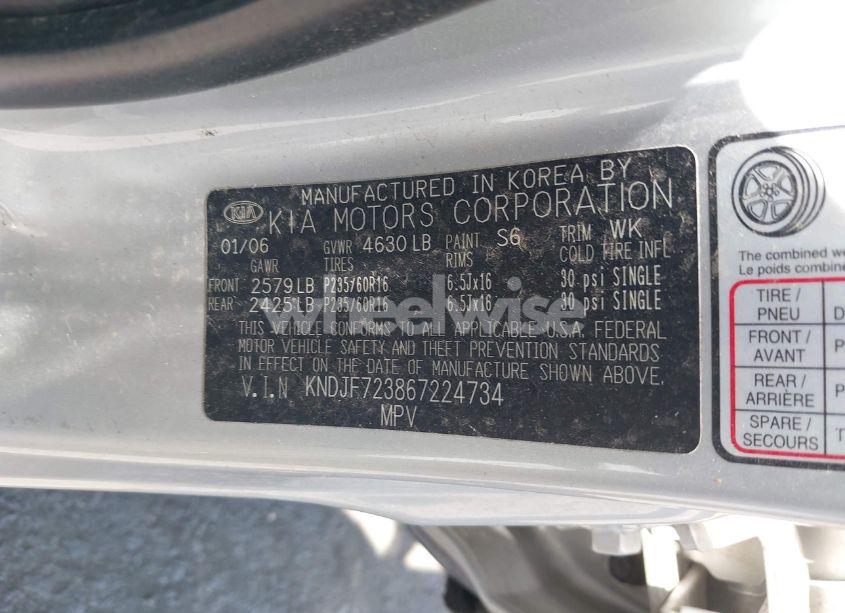 MANUFACTURED IN KOREA BY
KIA KIA MOTORS CORPORATION
01/06 GVWR 4630 LB PAINT S6 TRIM WK
GAWR TIRES RIMS COLD TIRE INFL
FRONT 2579 LB P235/60R16 6.5Jx16 30 psi SINGLE
REAR 2425 LB P235/60R16 6.5Jx16 30 psi SINGLE
THIS VEHICLE CONFORMS TO ALL APPLICABLE U.S.A. FEDERAL
MOTOR VEHICLE SAFETY AND THEFT PREVENTION STANDARDS
IN EFFECT ON THE DATE OF MANUFACTURE SHOWN ABOVE.
V.I.N KNDJF723867224734
MPV
wheelwise
The combined we
Le poids combine
TIRE / PNEU D
FRONT / AVANT P
REAR / ARRIÈRE P
SPARE / SECOURS T